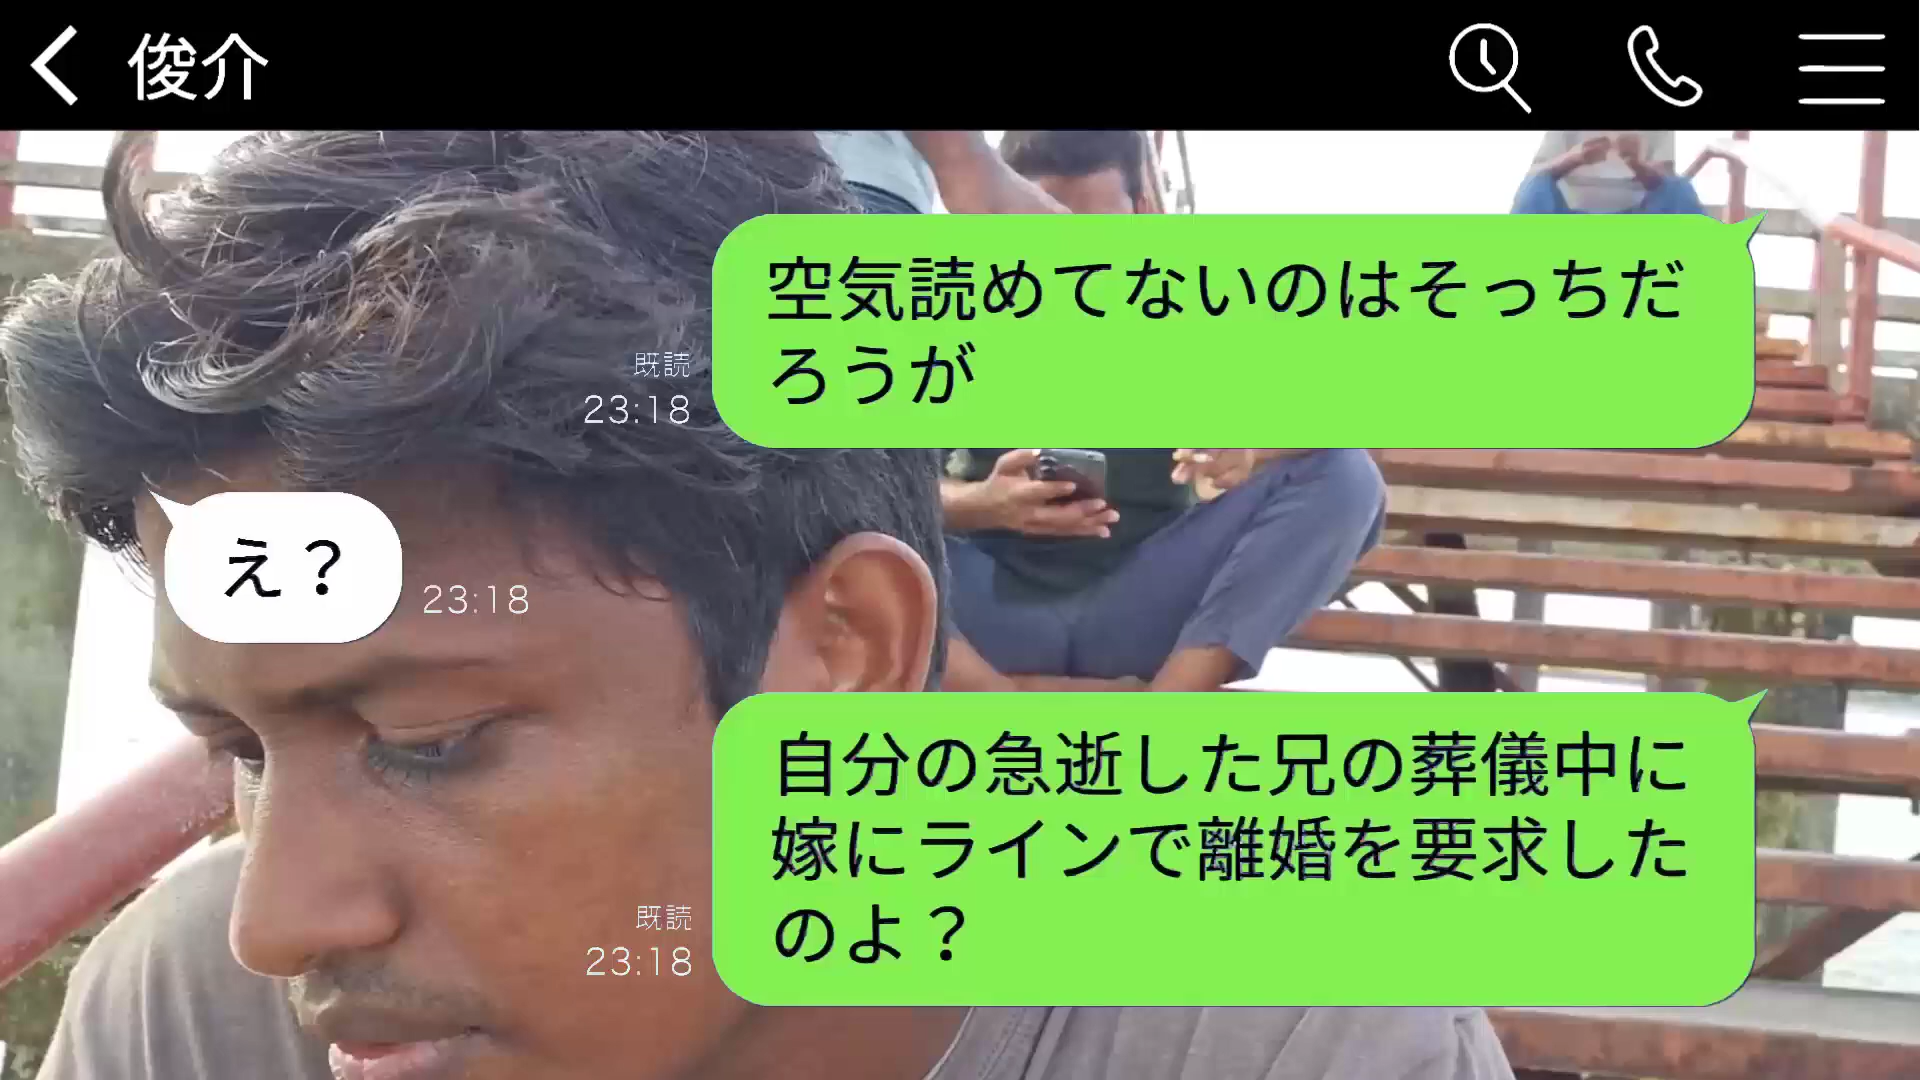 俊介
空気読めてないのはそっちだ
ろうが
既読
23:18
え？
23:18
自分の急逝した兄の葬儀中に
嫁にラインで離婚を要求した
のよ？
既読
23:18